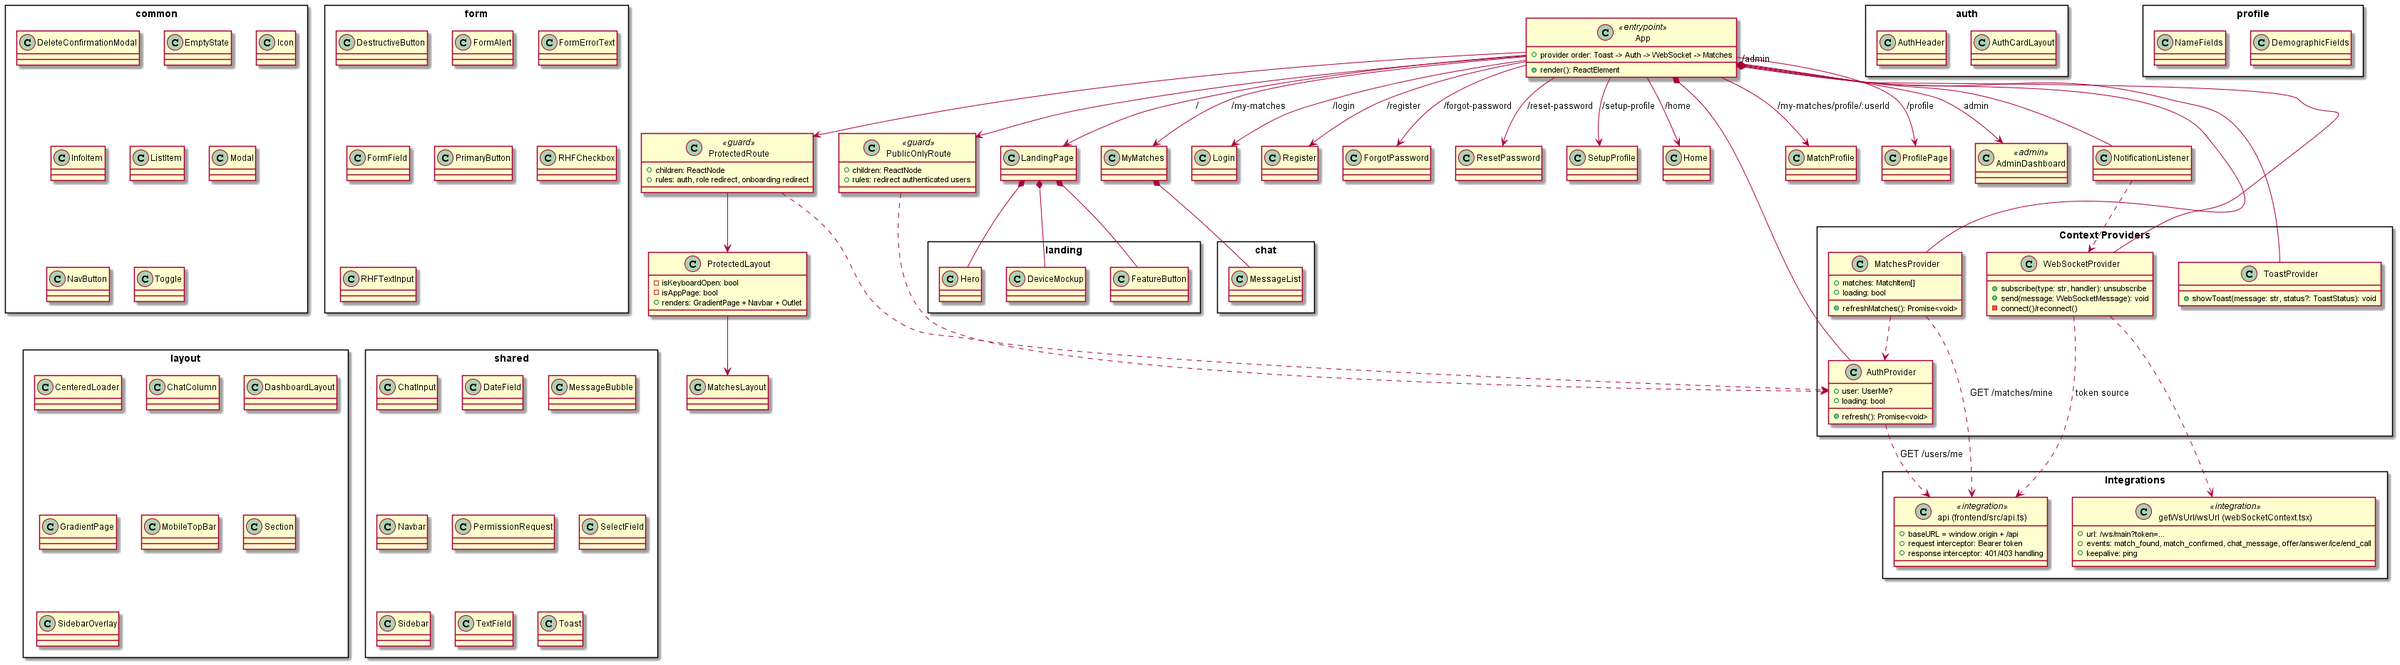 common
C DeleteConfirmationModal
C EmptyState
C Icon
C InfoItem
C ListItem
C Modal
C NavButton
C Toggle
form
C DestructiveButton
C FormAlert
C FormErrorText
C FormField
C PrimaryButton
C RHFCheckbox
C RHFTextInput
layout
C CenteredLoader
C ChatColumn
C DashboardLayout
C GradientPage
C MobileTopBar
C Section
C SidebarOverlay
shared
C ChatInput
C DateField
C MessageBubble
C Navbar
C PermissionRequest
C SelectField
C Sidebar
C TextField
C Toast
C «entrypoint»
App
provider order: Toast -> Auth -> WebSocket -> Matches
render(): ReactElement
auth
C AuthHeader
C AuthCardLayout
profile
C NameFields
C DemographicFields
/
/my-matches
/login
/register
/forgot-password
/reset-password
/setup-profile
/home
/my-matches/profile/:userId
/profile
admin
/admin
C «guard»
ProtectedRoute
children: ReactNode
rules: auth, role redirect, onboarding redirect
C «guard»
PublicOnlyRoute
children: ReactNode
rules: redirect authenticated users
C LandingPage
C MyMatches
C Login
C Register
C ForgotPassword
C ResetPassword
C SetupProfile
C Home
C MatchProfile
C ProfilePage
C «admin»
AdminDashboard
C NotificationListener
C ProtectedLayout
isKeyboardOpen: bool
isAppPage: bool
renders: GradientPage + Navbar + Outlet
landing
C Hero
C DeviceMockup
C FeatureButton
chat
C MessageList
C MatchesLayout
Context Providers
C MatchesProvider
matches: MatchItem[]
loading: bool
refreshMatches(): Promise<void>
C WebSocketProvider
subscribe(type: str, handler): unsubscribe
send(message: WebSocketMessage): void
connect()/reconnect()
C ToastProvider
showToast(message: str, status?: ToastStatus): void
C AuthProvider
user: UserMe?
loading: bool
refresh(): Promise<void>
GET /matches/mine
token source
GET /users/me
Integrations
C «integration»
api (frontend/src/api.ts)
baseURL = window.origin + /api
request interceptor: Bearer token
response interceptor: 401/403 handling
C «integration»
getWsUrl/wsUrl (webSocketContext.tsx)
url: /ws/main?token=...
events: match_found, match_confirmed, chat_message, offer/answer/ice/end_call
keepalive: ping